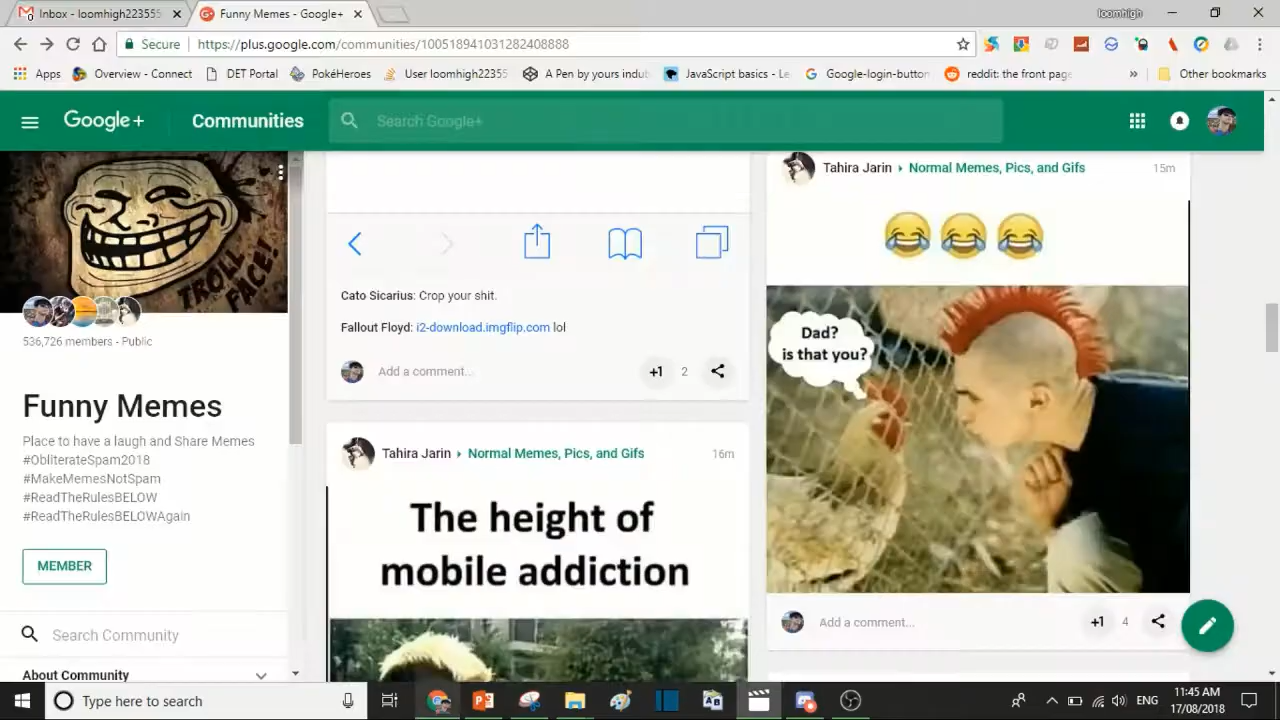 Inbox - loomhigh223555
Funny Memes - Google+
loomhigh
Secure
https://plus.google.com/communities/100518941031282408888
Apps
Overview - Connect
DET Portal
PokéHeroes
User loomhigh22355
A Pen by yours indub
JavaScript basics - Le
Google-login-button
reddit: the front page
»
Other bookmarks
Google+
Communities
Search Google+
TROLL
FACE!
536,726 members - Public
Funny Memes
Place to have a laugh and Share Memes
#ObliterateSpam2018
#MakeMemesNotSpam
#ReadTheRulesBELOW
#ReadTheRulesBELOWAgain
MEMBER
Search Community
About Community
Cato Sicarius: Crop your shit.
Fallout Floyd: i2-download.imgflip.com lol
Add a comment...
+1
2
Tahira Jarin ▸ Normal Memes, Pics, and Gifs
16m
The height of
mobile addiction
Tahira Jarin ▸ Normal Memes, Pics, and Gifs
15m
Dad?
is that you?
Add a comment...
+1
4
Type here to search
ENG
11:45 AM
17/08/2018